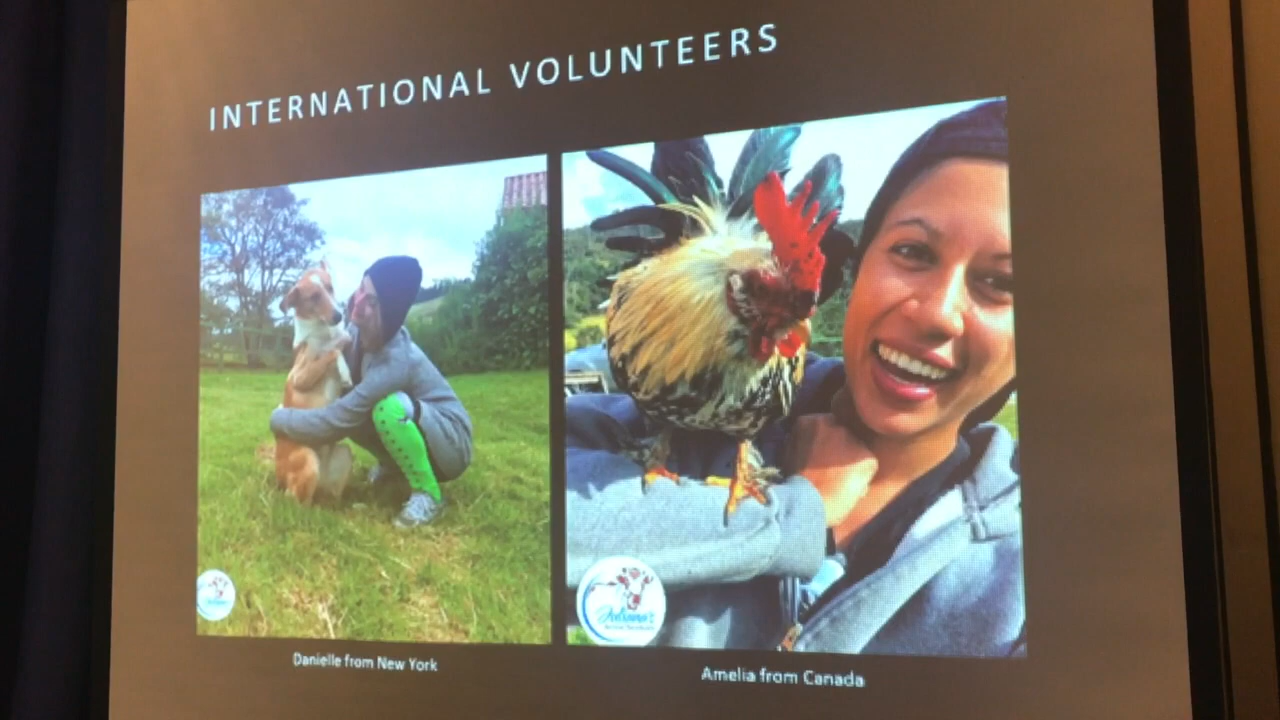 INTERNATIONAL VOLUNTEERS
Danielle from New York
Amelia from Canada